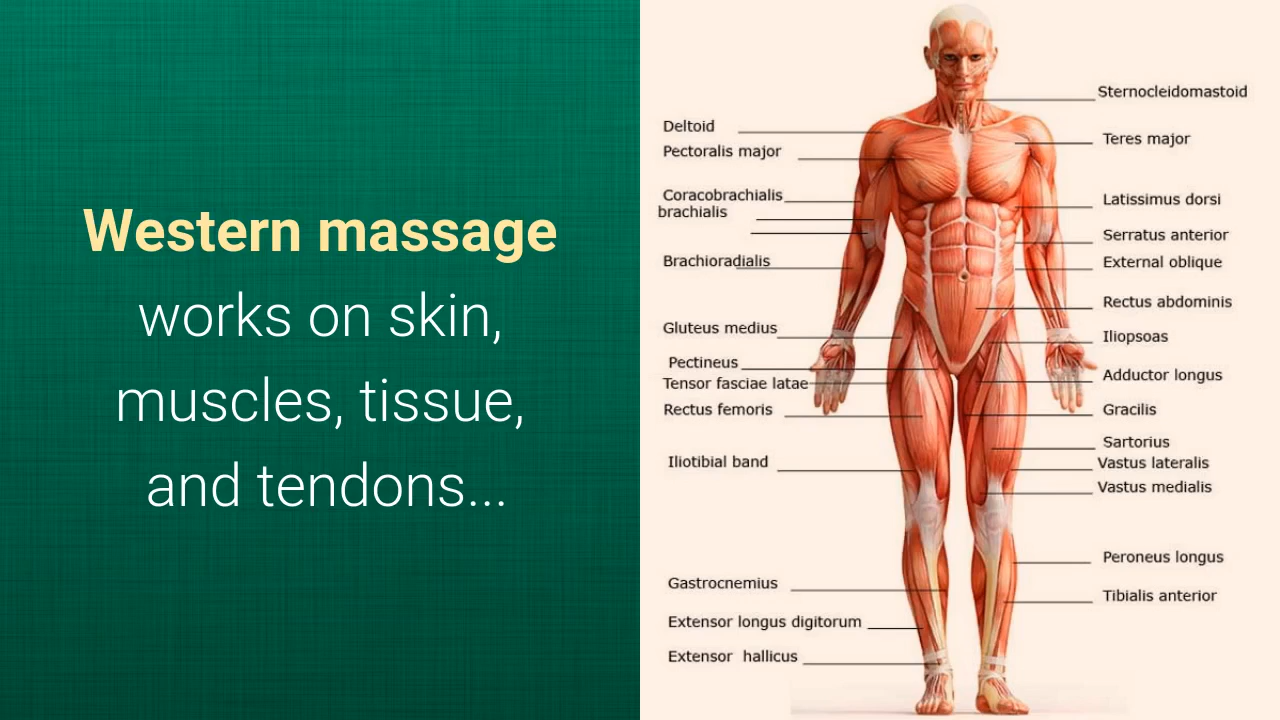 Western massage
works on skin,
muscles, tissue,
and tendons...
Deltoid
Pectoralis major
Coracobrachialis
brachialis
Brachioradialis
Gluteus medius
Pectineus
Tensor fasciae latae
Rectus femoris
Iliotibial band
Gastrocnemius
Extensor longus digitorum
Extensor hallicus
Sternocleidomastoid
Teres major
Latissimus dorsi
Serratus anterior
External oblique
Rectus abdominis
Iliopsoas
Adductor longus
Gracilis
Sartorius
Vastus lateralis
Vastus medialis
Peroneus longus
Tibialis anterior